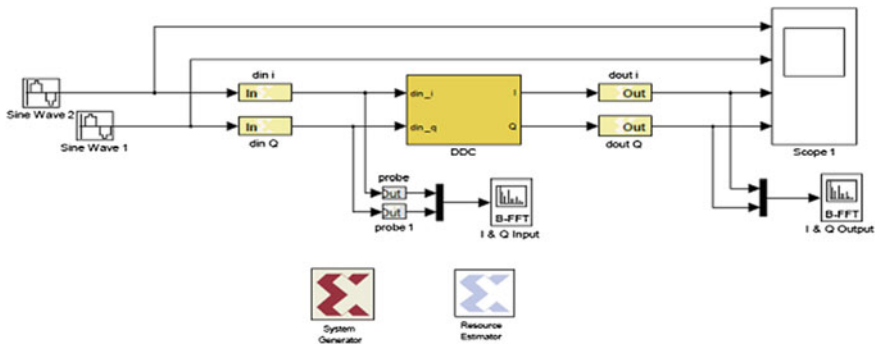 Sine Wave 2
Sine Wave 1
din i
In
In
din Q
din_i
din_q
I
Q
DDC
dout i
Out
Out
dout Q
Scope 1
probe
Out
Out
probe 1
B-FFT
I & Q Input
B-FFT
I & Q Output
System
Generator
Resource
Estimator